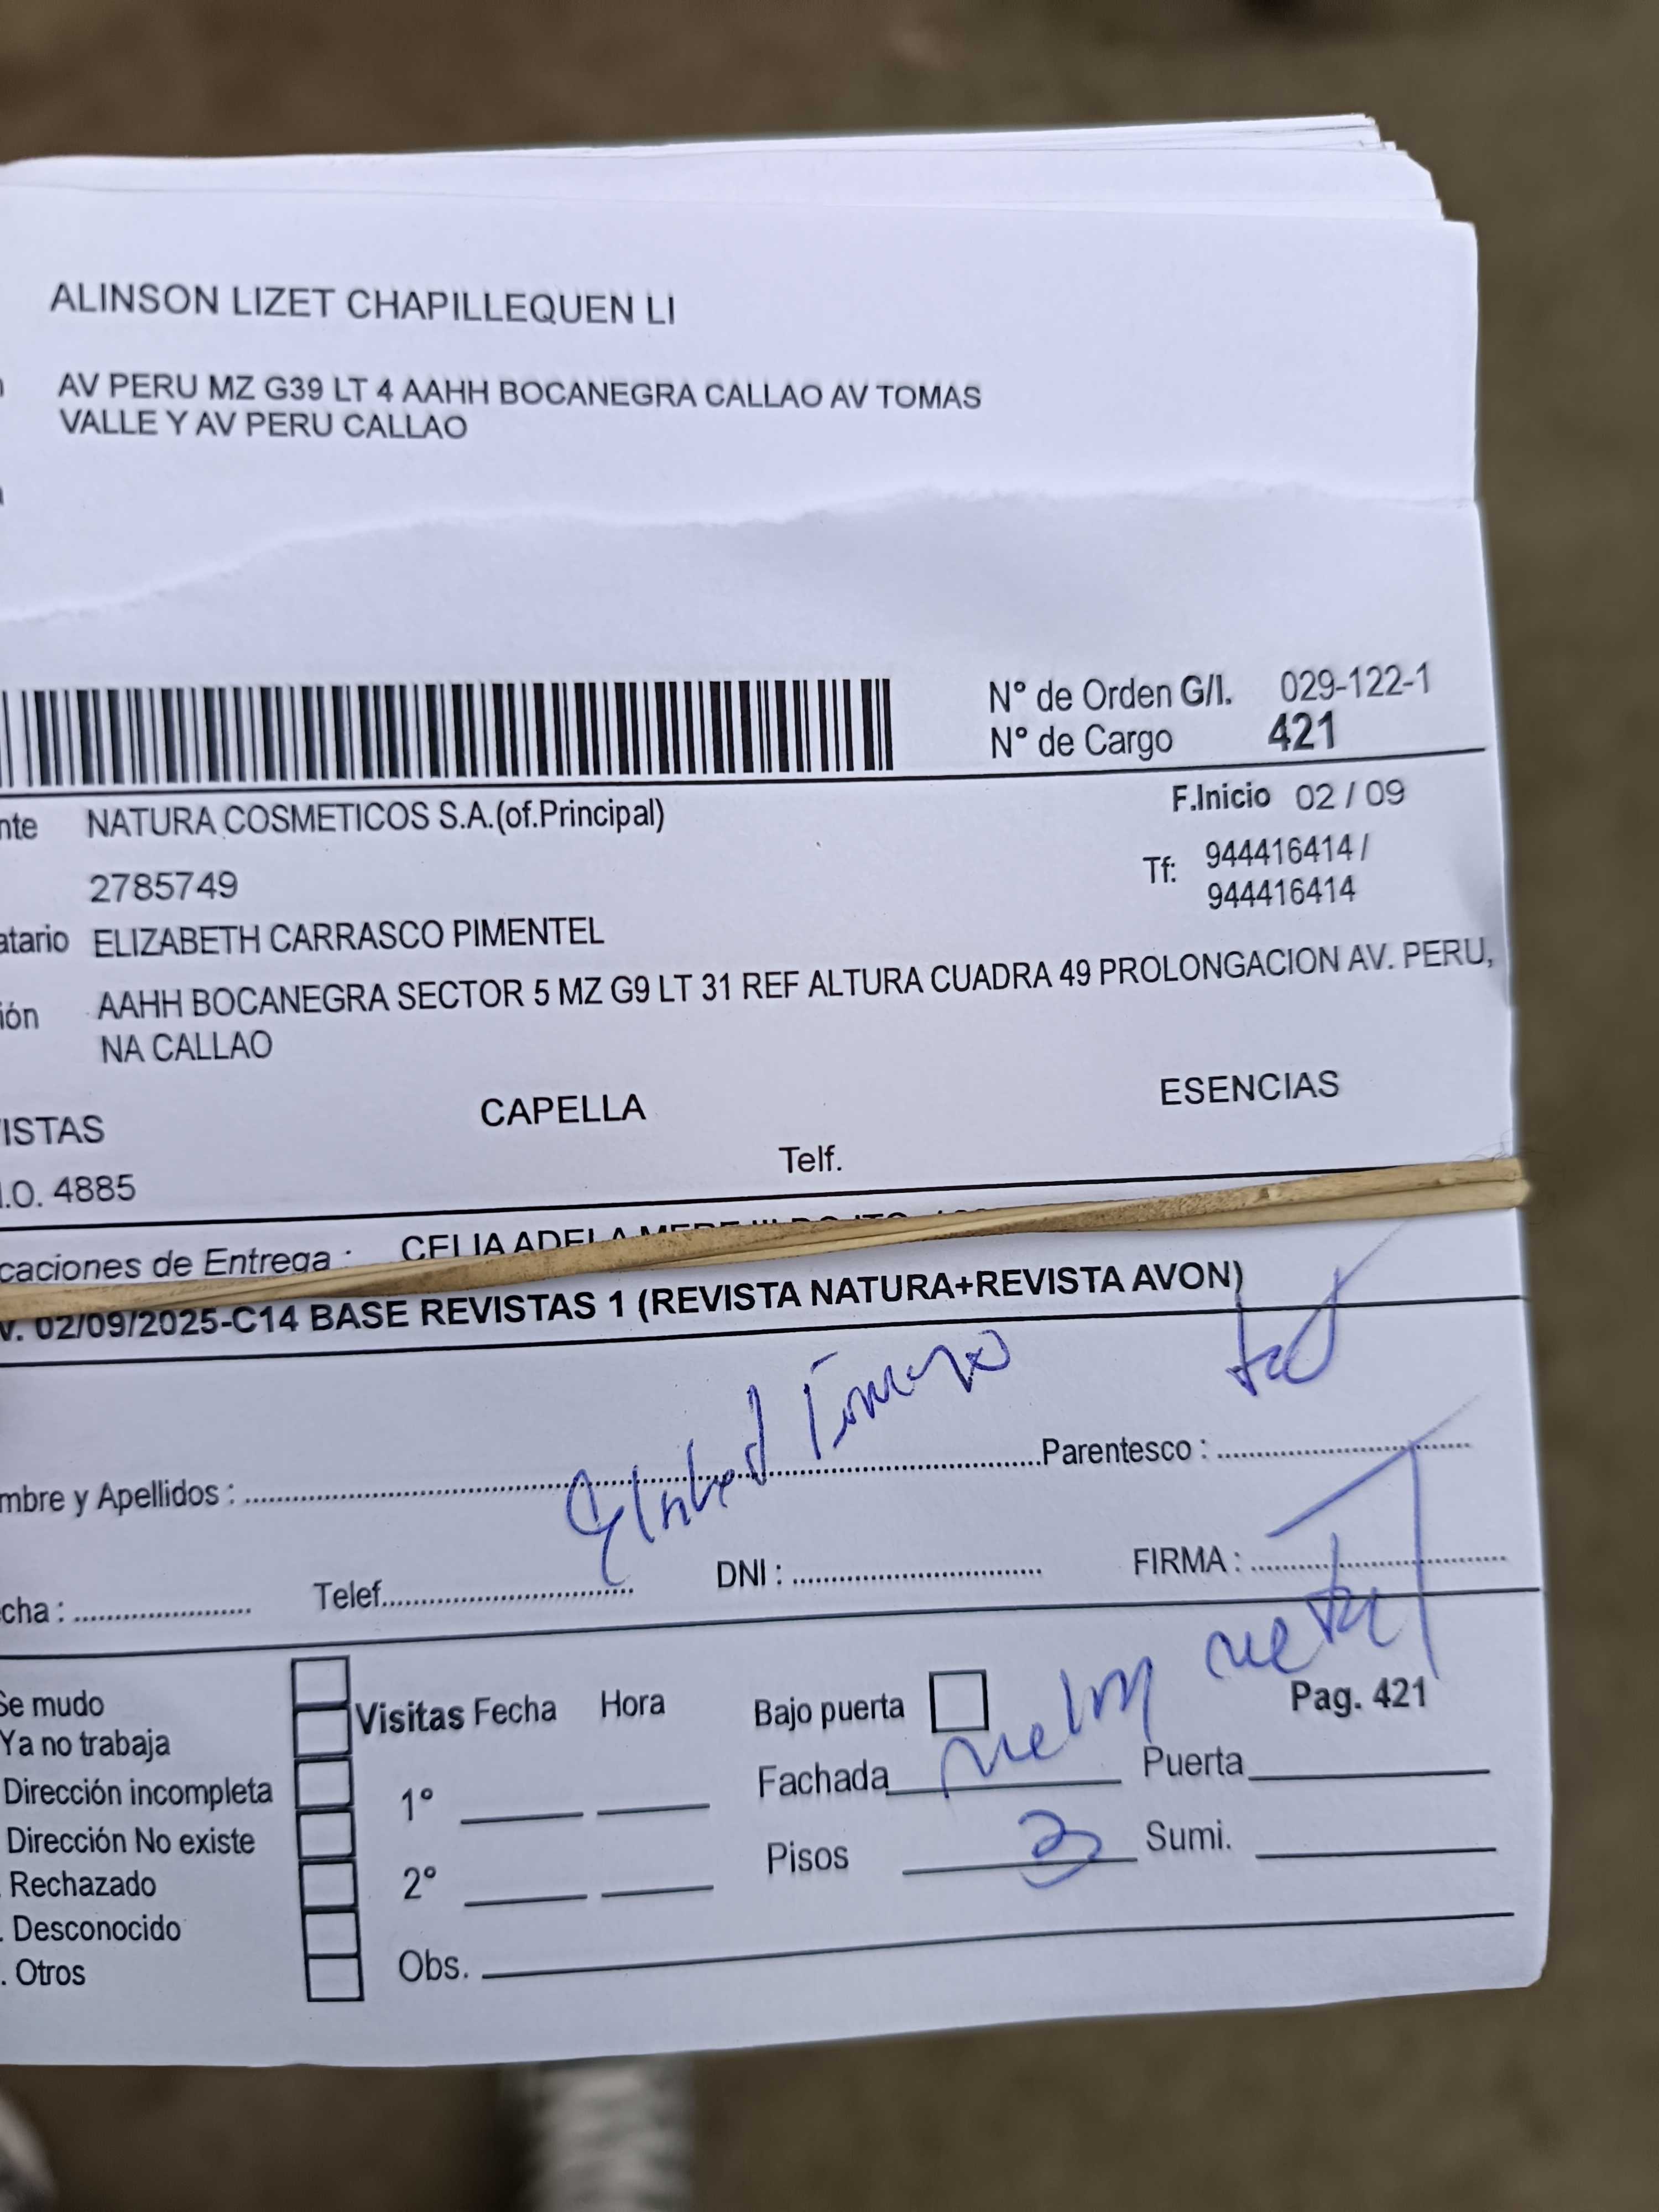 ALINSON LIZET CHAPILLEQUEN LI
AV PERU MZ G39 LT 4 AAHH BOCANEGRA CALLAO AV TOMAS
VALLE Y AV PERU CALLAO
N° de Orden G/I. 029-122-1
N° de Cargo 421
NATURA COSMETICOS S.A.(of.Principal)
F.Inicio 02 / 09
2785749
Tf: 944416414 /
944416414
ELIZABETH CARRASCO PIMENTEL
AAHH BOCANEGRA SECTOR 5 MZ G9 LT 31 REF ALTURA CUADRA 49 PROLONGACION AV. PERU,
NA CALLAO
ISTAS CAPELLA ESENCIAS
.O. 4885 Telf.
caciones de Entrega : CELIA ADELA
V. 02/09/2025-C14 BASE REVISTAS 1 (REVISTA NATURA+REVISTA AVON)
mbre y Apellidos : Parentesco :
cha : Telef. DNI : FIRMA :
Se mudo
Ya no trabaja
Dirección incompleta
Dirección No existe
Rechazado
Desconocido
. Otros
Visitas Fecha Hora
1°
2°
Obs.
Bajo puerta
Pag. 421
Fachada Puerta
Pisos 3 Sumi.